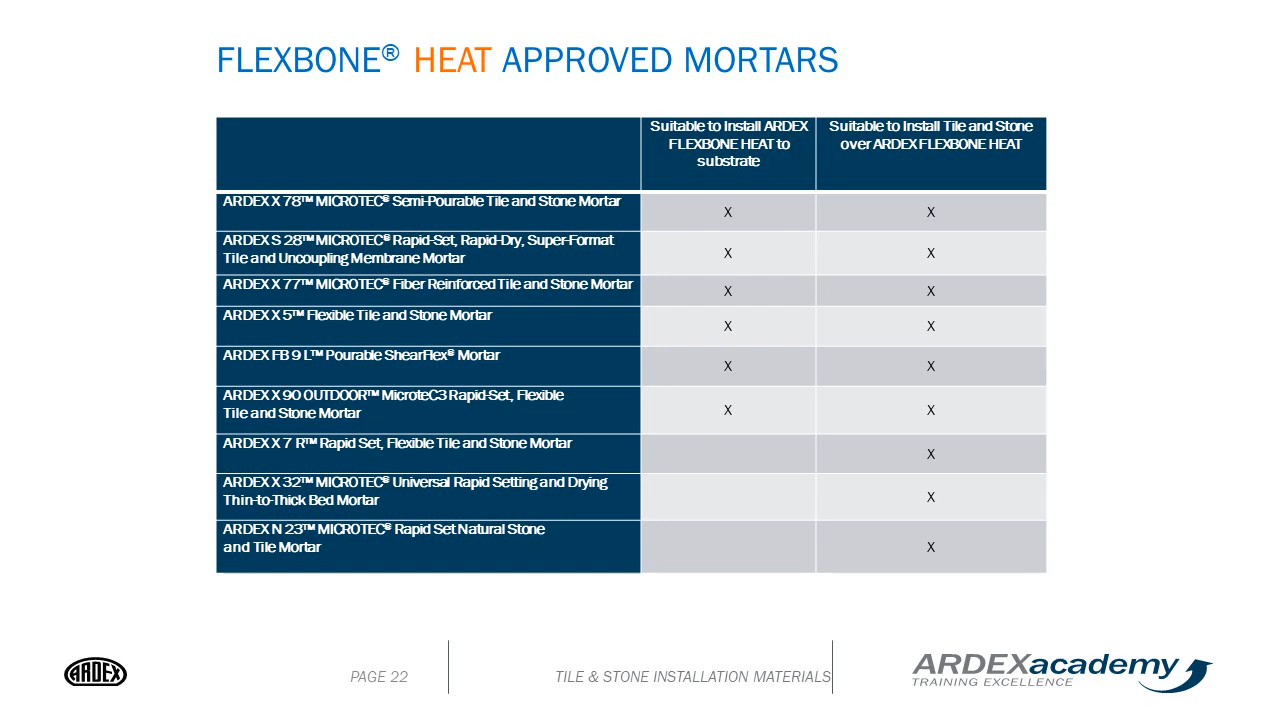 FLEXBONE® HEAT APPROVED MORTARS
Suitable to Install ARDEX
FLEXBONE HEAT to
substrate
Suitable to Install Tile and Stone
over ARDEX FLEXBONE HEAT
ARDEX X 78™ MICROTEC® Semi-Pourable Tile and Stone Mortar
X X
ARDEX S 28™ MICROTEC® Rapid-Set, Rapid-Dry, Super-Format
Tile and Uncoupling Membrane Mortar
X X
ARDEX X 77™ MICROTEC® Fiber Reinforced Tile and Stone Mortar
X X
ARDEX X 5™ Flexible Tile and Stone Mortar
X X
ARDEX FB 9 L™ Pourable ShearFlex® Mortar
X X
ARDEX X 90 OUTDOOR™ MicroteC3 Rapid-Set, Flexible
Tile and Stone Mortar
X X
ARDEX X 7 R™ Rapid Set, Flexible Tile and Stone Mortar
X
ARDEX X 32™ MICROTEC® Universal Rapid Setting and Drying
Thin-to-Thick Bed Mortar
X
ARDEX N 23™ MICROTEC® Rapid Set Natural Stone
and Tile Mortar
X
ARDEX
PAGE 22
TILE & STONE INSTALLATION MATERIALS
ARDEXacademy
TRAINING EXCELLENCE